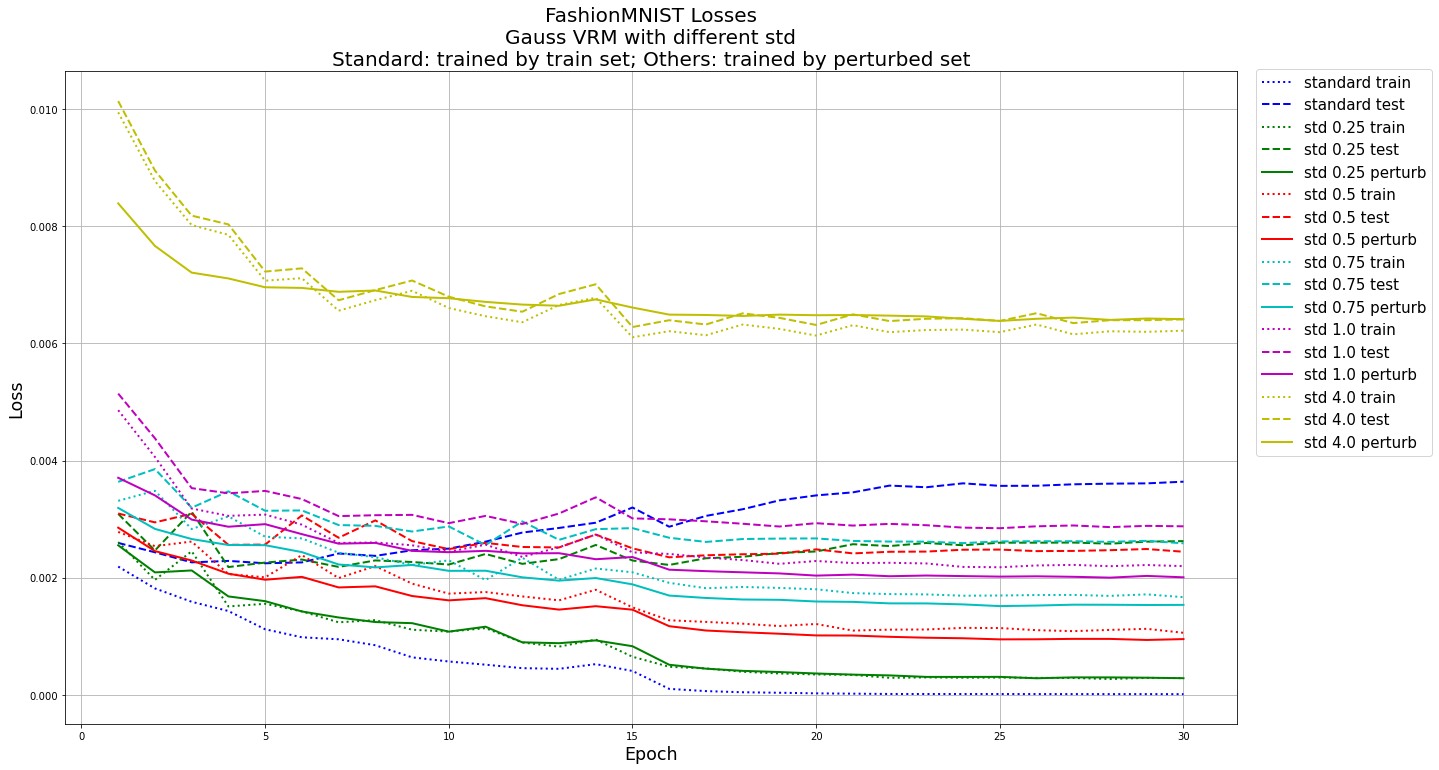 FashionMNIST Losses
Gauss VRM with different std
Standard: trained by train set; Others: trained by perturbed set
Loss
0.010
0.008
0.006
0.004
0.002
0.000
0 5 10 15 20 25 30
Epoch
standard train
standard test
std 0.25 train
std 0.25 test
std 0.25 perturb
std 0.5 train
std 0.5 test
std 0.5 perturb
std 0.75 train
std 0.75 test
std 0.75 perturb
std 1.0 train
std 1.0 test
std 1.0 perturb
std 4.0 train
std 4.0 test
std 4.0 perturb